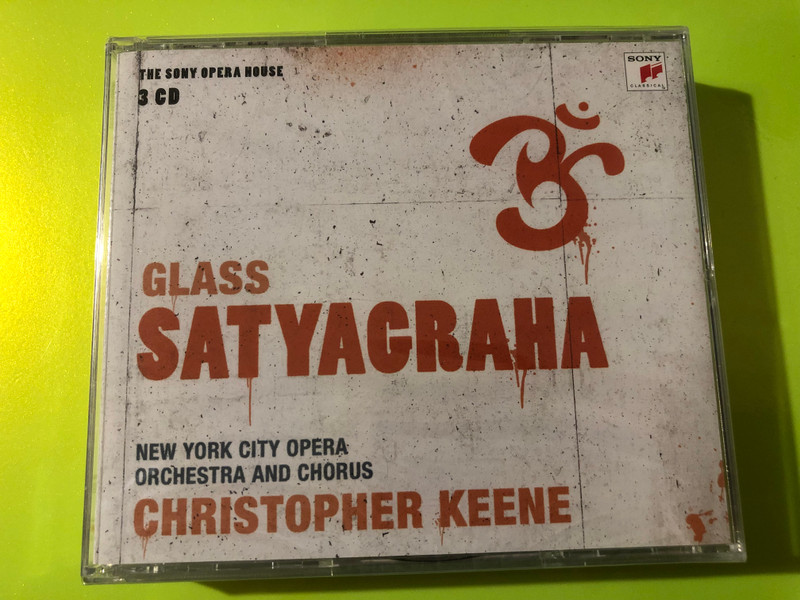 THE SONY OPERA HOUSE
3 CD
SONY
CLASSICAL
ॐ
GLASS
SATYAGRAHA
NEW YORK CITY OPERA
ORCHESTRA AND CHORUS
CHRISTOPHER KEENE